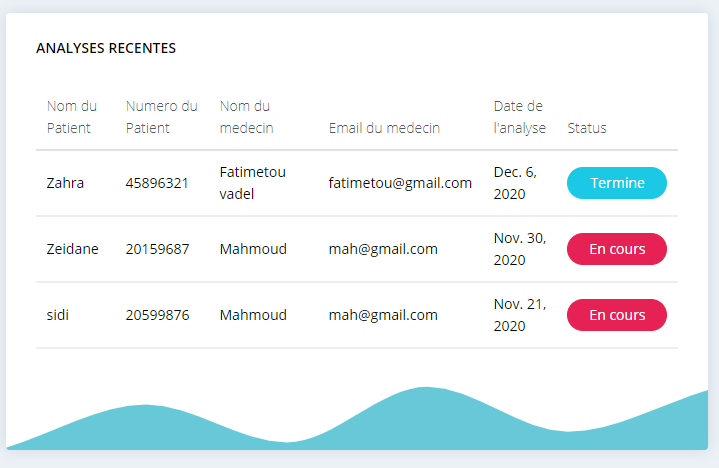 ANALYSES RECENTES
Nom du Patient Numero du Patient Nom du medecin Email du medecin Date de l'analyse Status
Zahra 45896321 Fatimetou vadel fatimetou@gmail.com Dec. 6, 2020 Termine
Zeidane 20159687 Mahmoud mah@gmail.com Nov. 30, 2020 En cours
sidi 20599876 Mahmoud mah@gmail.com Nov. 21, 2020 En cours